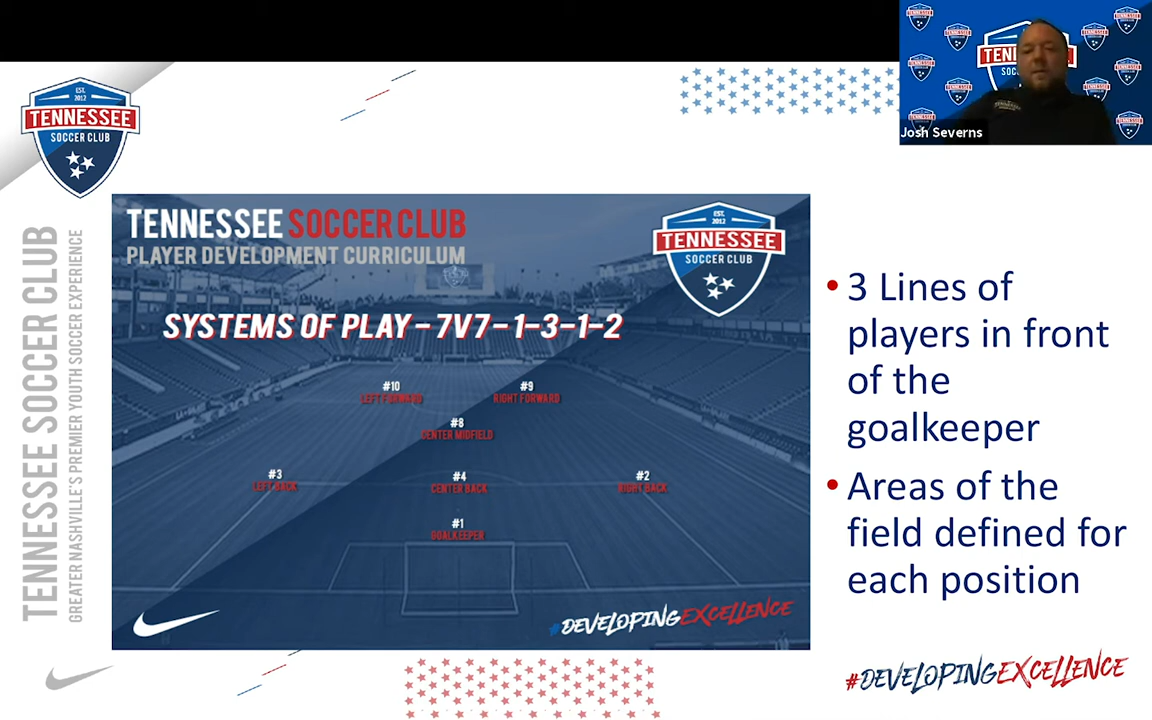 Josh Severns
EST.
2012
TENNESSEE
SOCCER CLUB
TENNESSEE SOCCER CLUB
GREATER NASHVILLE'S PREMIER YOUTH SOCCER EXPERIENCE
TENNESSEE SOCCER CLUB
PLAYER DEVELOPMENT CURRICULUM
EST.
2012
TENNESSEE
SOCCER CLUB
SYSTEMS OF PLAY – 7V7 – 1-3-1-2
#10
LEFT FORWARD
#9
RIGHT FORWARD
#8
CENTER MIDFIELD
#3
LEFT BACK
#4
CENTER BACK
#2
RIGHT BACK
#1
GOALKEEPER
#DEVELOPINGEXCELLENCE
• 3 Lines of
players in front
of the
goalkeeper
• Areas of the
field defined for
each position
#DEVELOPINGEXCELLENCE